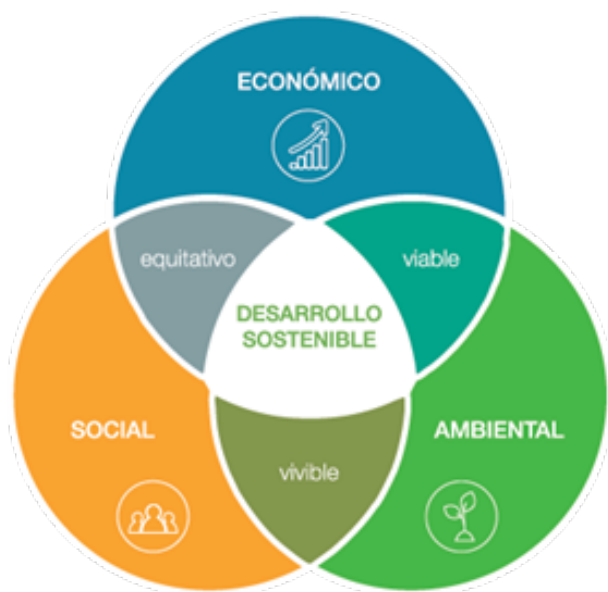 ECONÓMICO
equitativo
viable
DESARROLLO
SOSTENIBLE
SOCIAL
AMBIENTAL
vivible